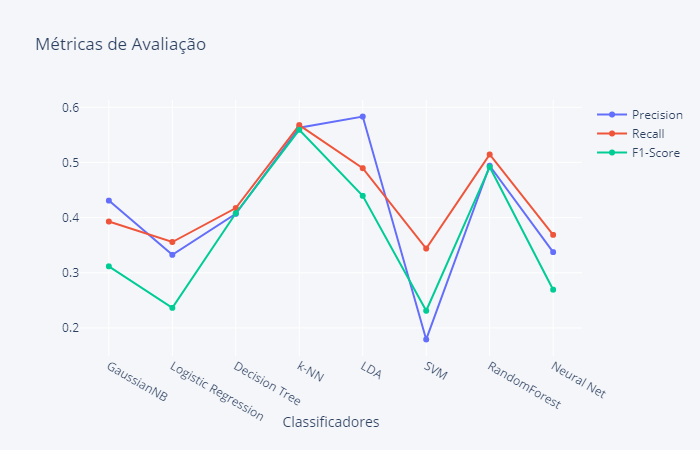 Métricas de Avaliação
0.6
0.5
0.4
0.3
0.2
GaussianNB
Logistic Regression
Decision Tree
k-NN
LDA
SVM
RandomForest
Neural Net
Classificadores
Precision
Recall
F1-Score